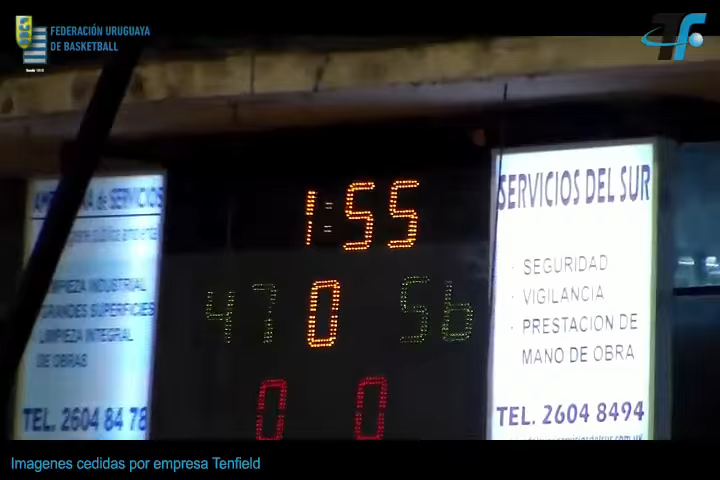 FEDERACIÓN URUGUAYA
DE BASKETBALL
TF
DE SERVICIOS
LIMPIEZA INDUSTRIAL
GRANDES SUPERFICIES
LIMPIEZA INTEGRAL
DE OBRAS
TEL. 2604 84 78
1:55
47 0 56
0 0
SERVICIOS DEL SUR
· SEGURIDAD
· VIGILANCIA
· PRESTACION DE
MANO DE OBRA
TEL. 2604 8494
Imagenes cedidas por empresa Tenfield